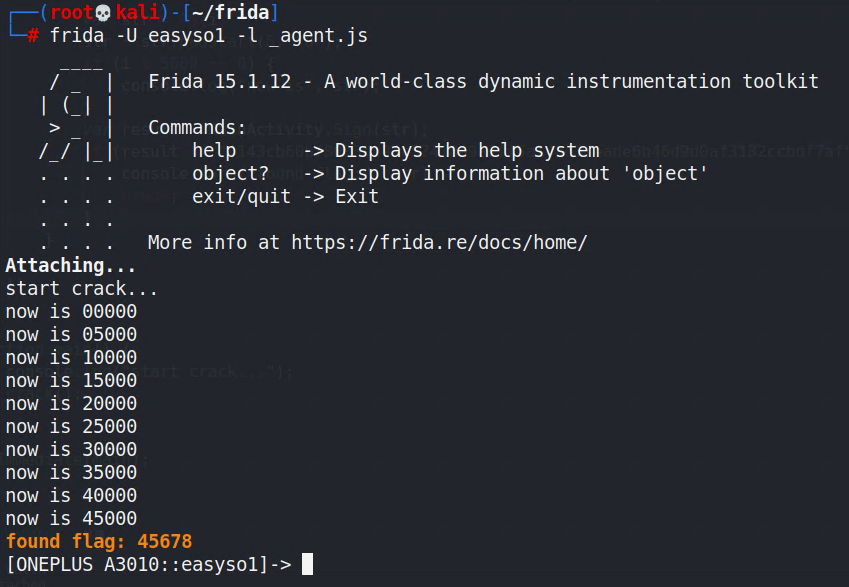 ┌──(root💀kali)-[~/frida]
└─# frida -U easyso1 -l _agent.js
     ____
    / _  |   Frida 15.1.12 - A world-class dynamic instrumentation toolkit
   | (_| |
    > _  |   Commands:
   /_/ |_|       help      -> Displays the help system
   . . . .       object?   -> Display information about 'object'
   . . . .       exit/quit -> Exit
   . . . .
   . . . .   More info at https://frida.re/docs/home/
Attaching...
start crack...
now is 00000
now is 05000
now is 10000
now is 15000
now is 20000
now is 25000
now is 30000
now is 35000
now is 40000
now is 45000
found flag: 45678
[ONEPLUS A3010::easyso1]->